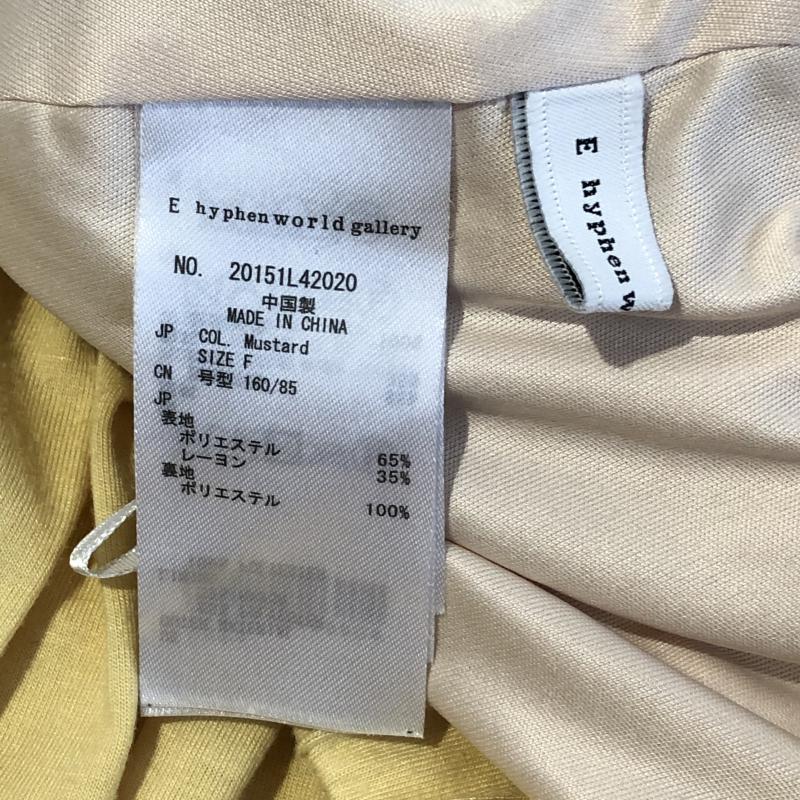 E hyphen world gallery
NO. 20151L42020
中国製
MADE IN CHINA
JP COL. Mustard
SIZE F
CN 号型 160/85
JP
表地
ポリエステル 65%
レーヨン 35%
裏地
ポリエステル 100%
E hyphen w